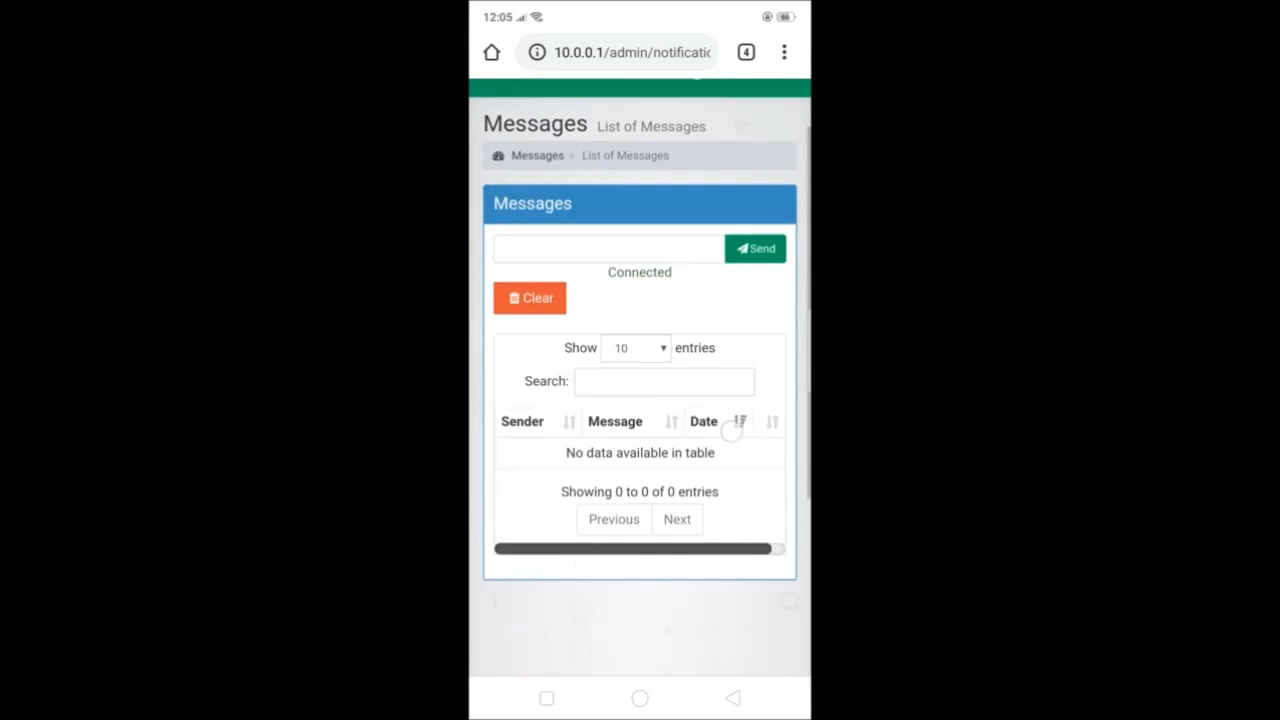 12:05
66
10.0.0.1/admin/notificatic
4
Messages List of Messages
Messages > List of Messages
Messages
Send
Connected
Clear
Show 10 entries
Search:
Sender Message Date
No data available in table
Showing 0 to 0 of 0 entries
Previous Next